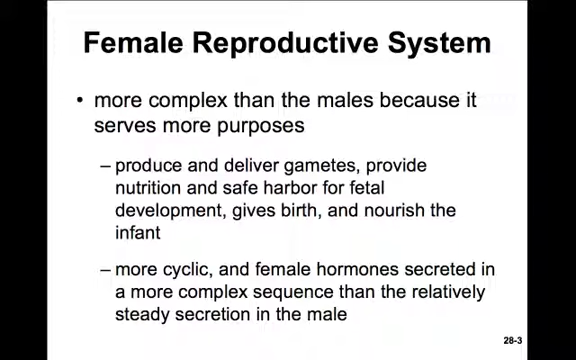 Female Reproductive System
• more complex than the males because it
serves more purposes
– produce and deliver gametes, provide
nutrition and safe harbor for fetal
development, gives birth, and nourish the
infant
– more cyclic, and female hormones secreted in
a more complex sequence than the relatively
steady secretion in the male
28-3